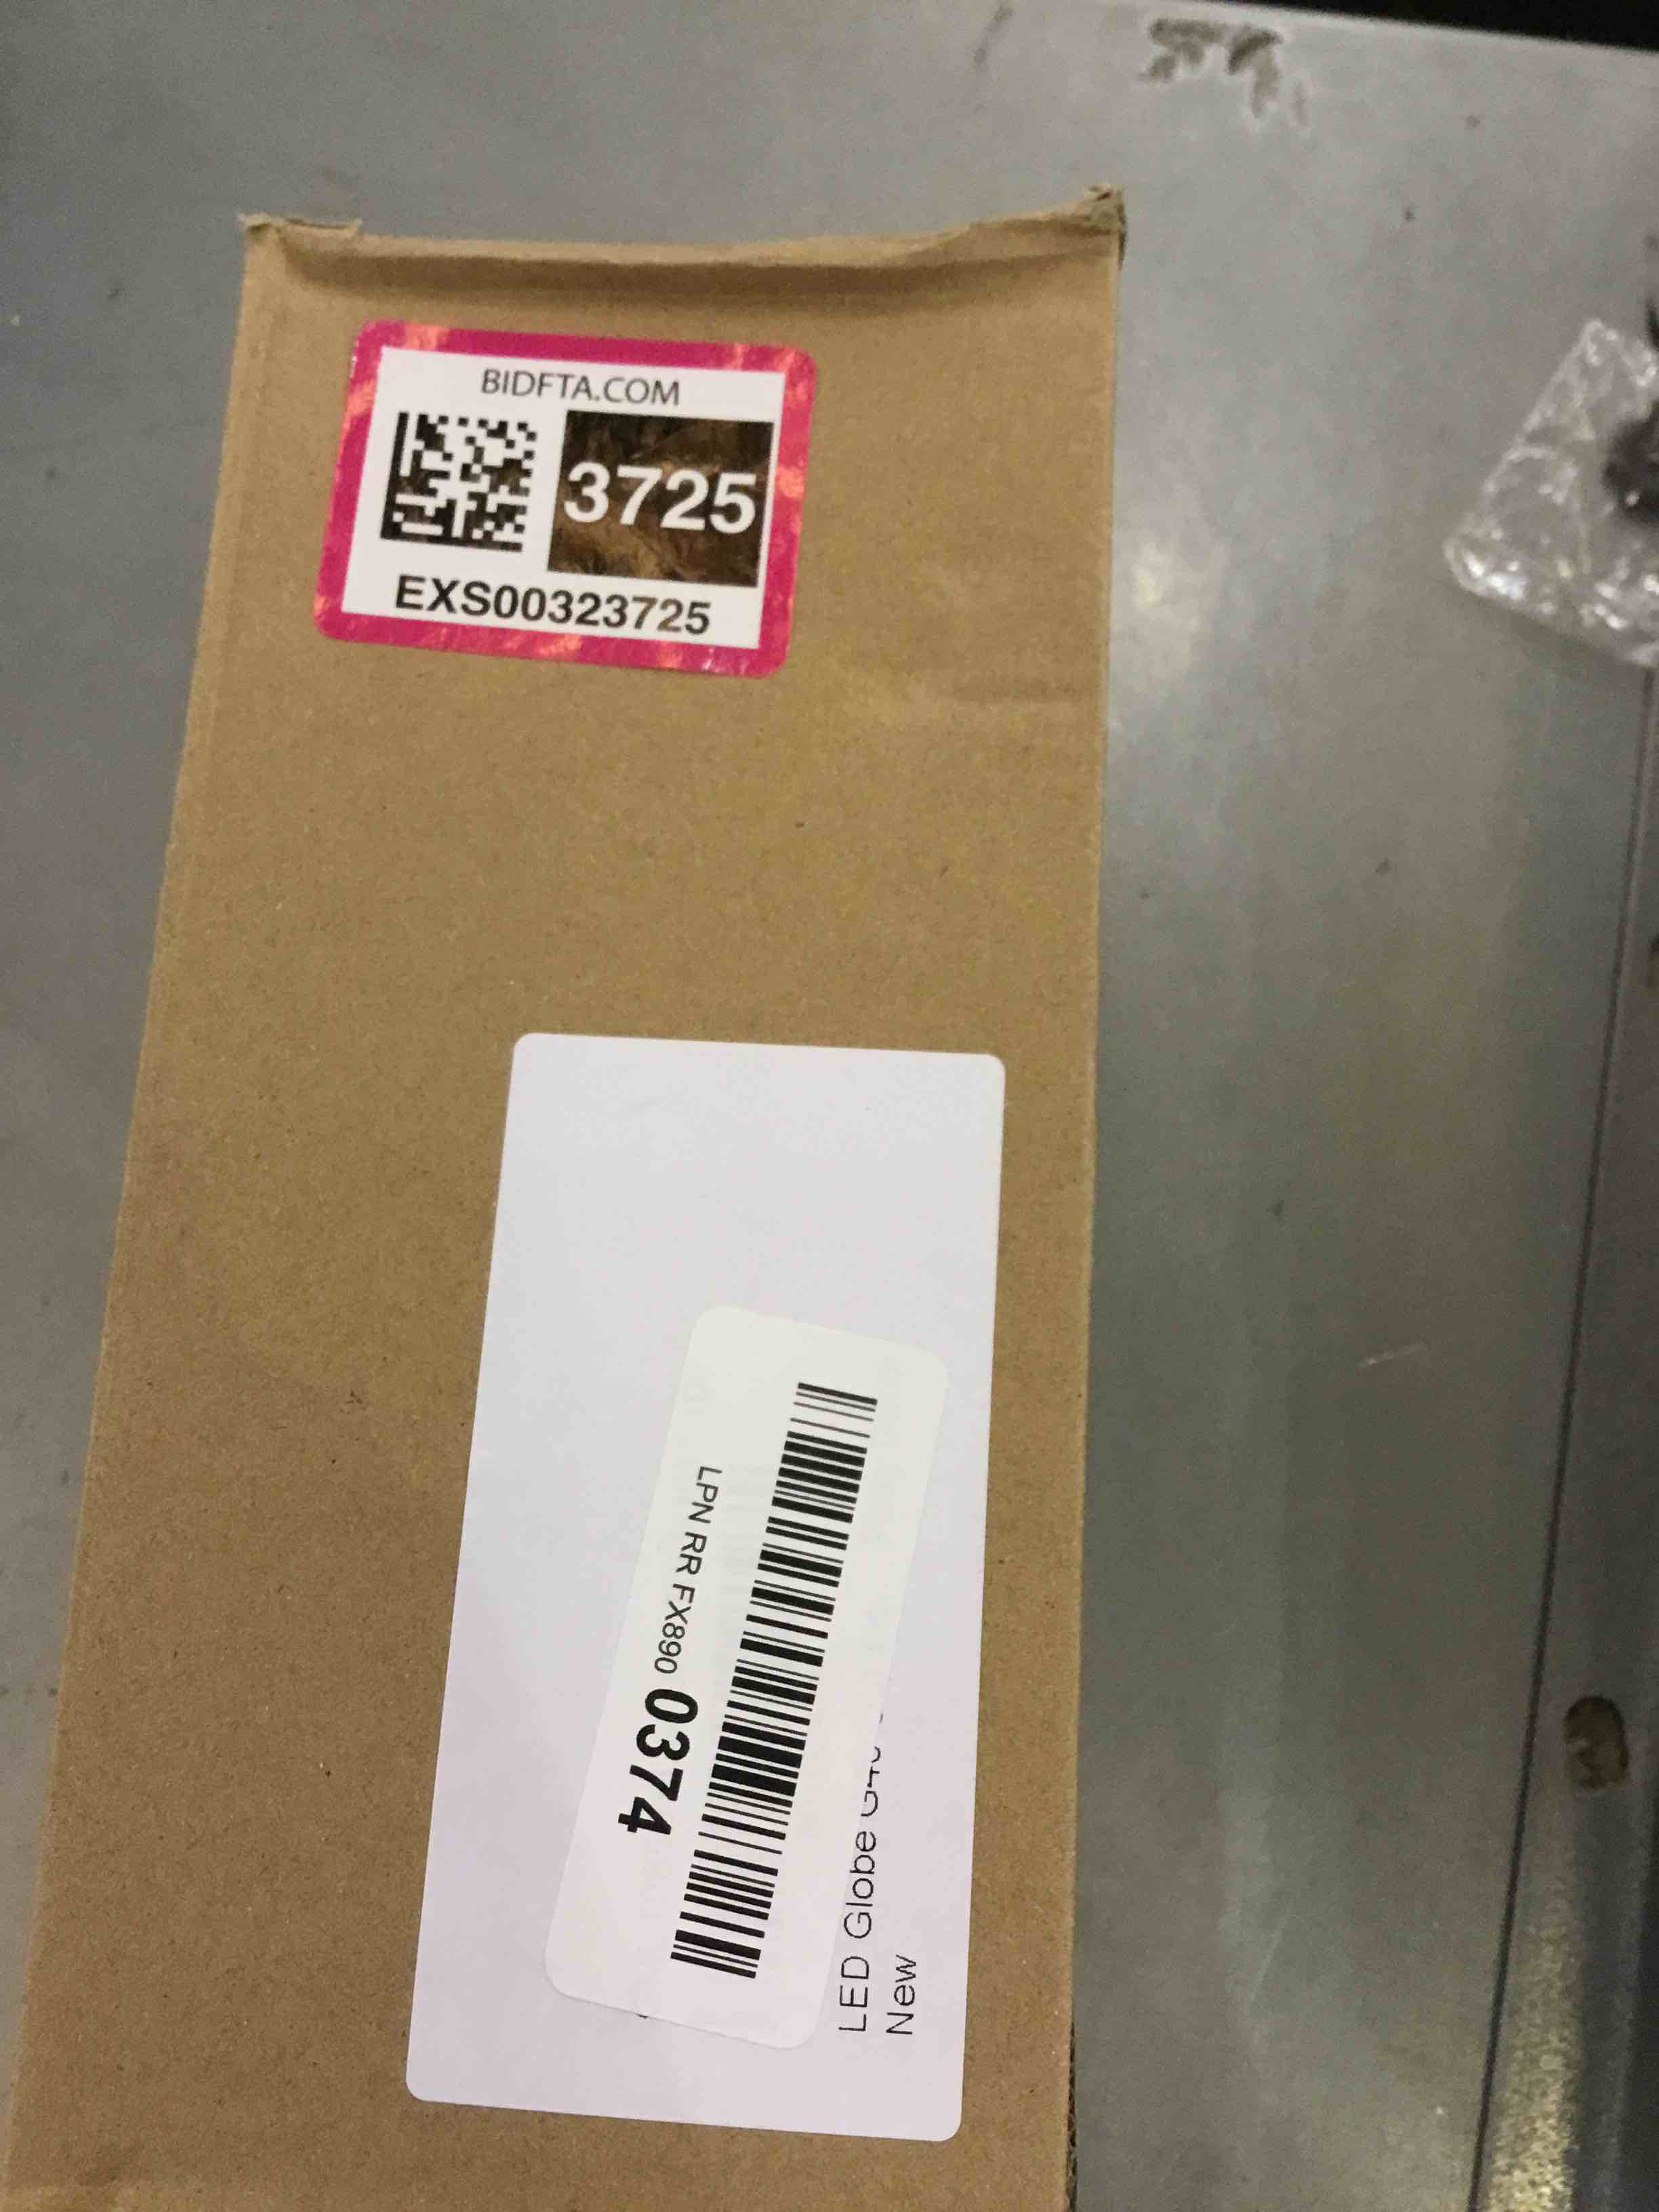 BIDFTA.COM
3725
EXS00323725
LPN RR FX890 0374
LED Globe
New